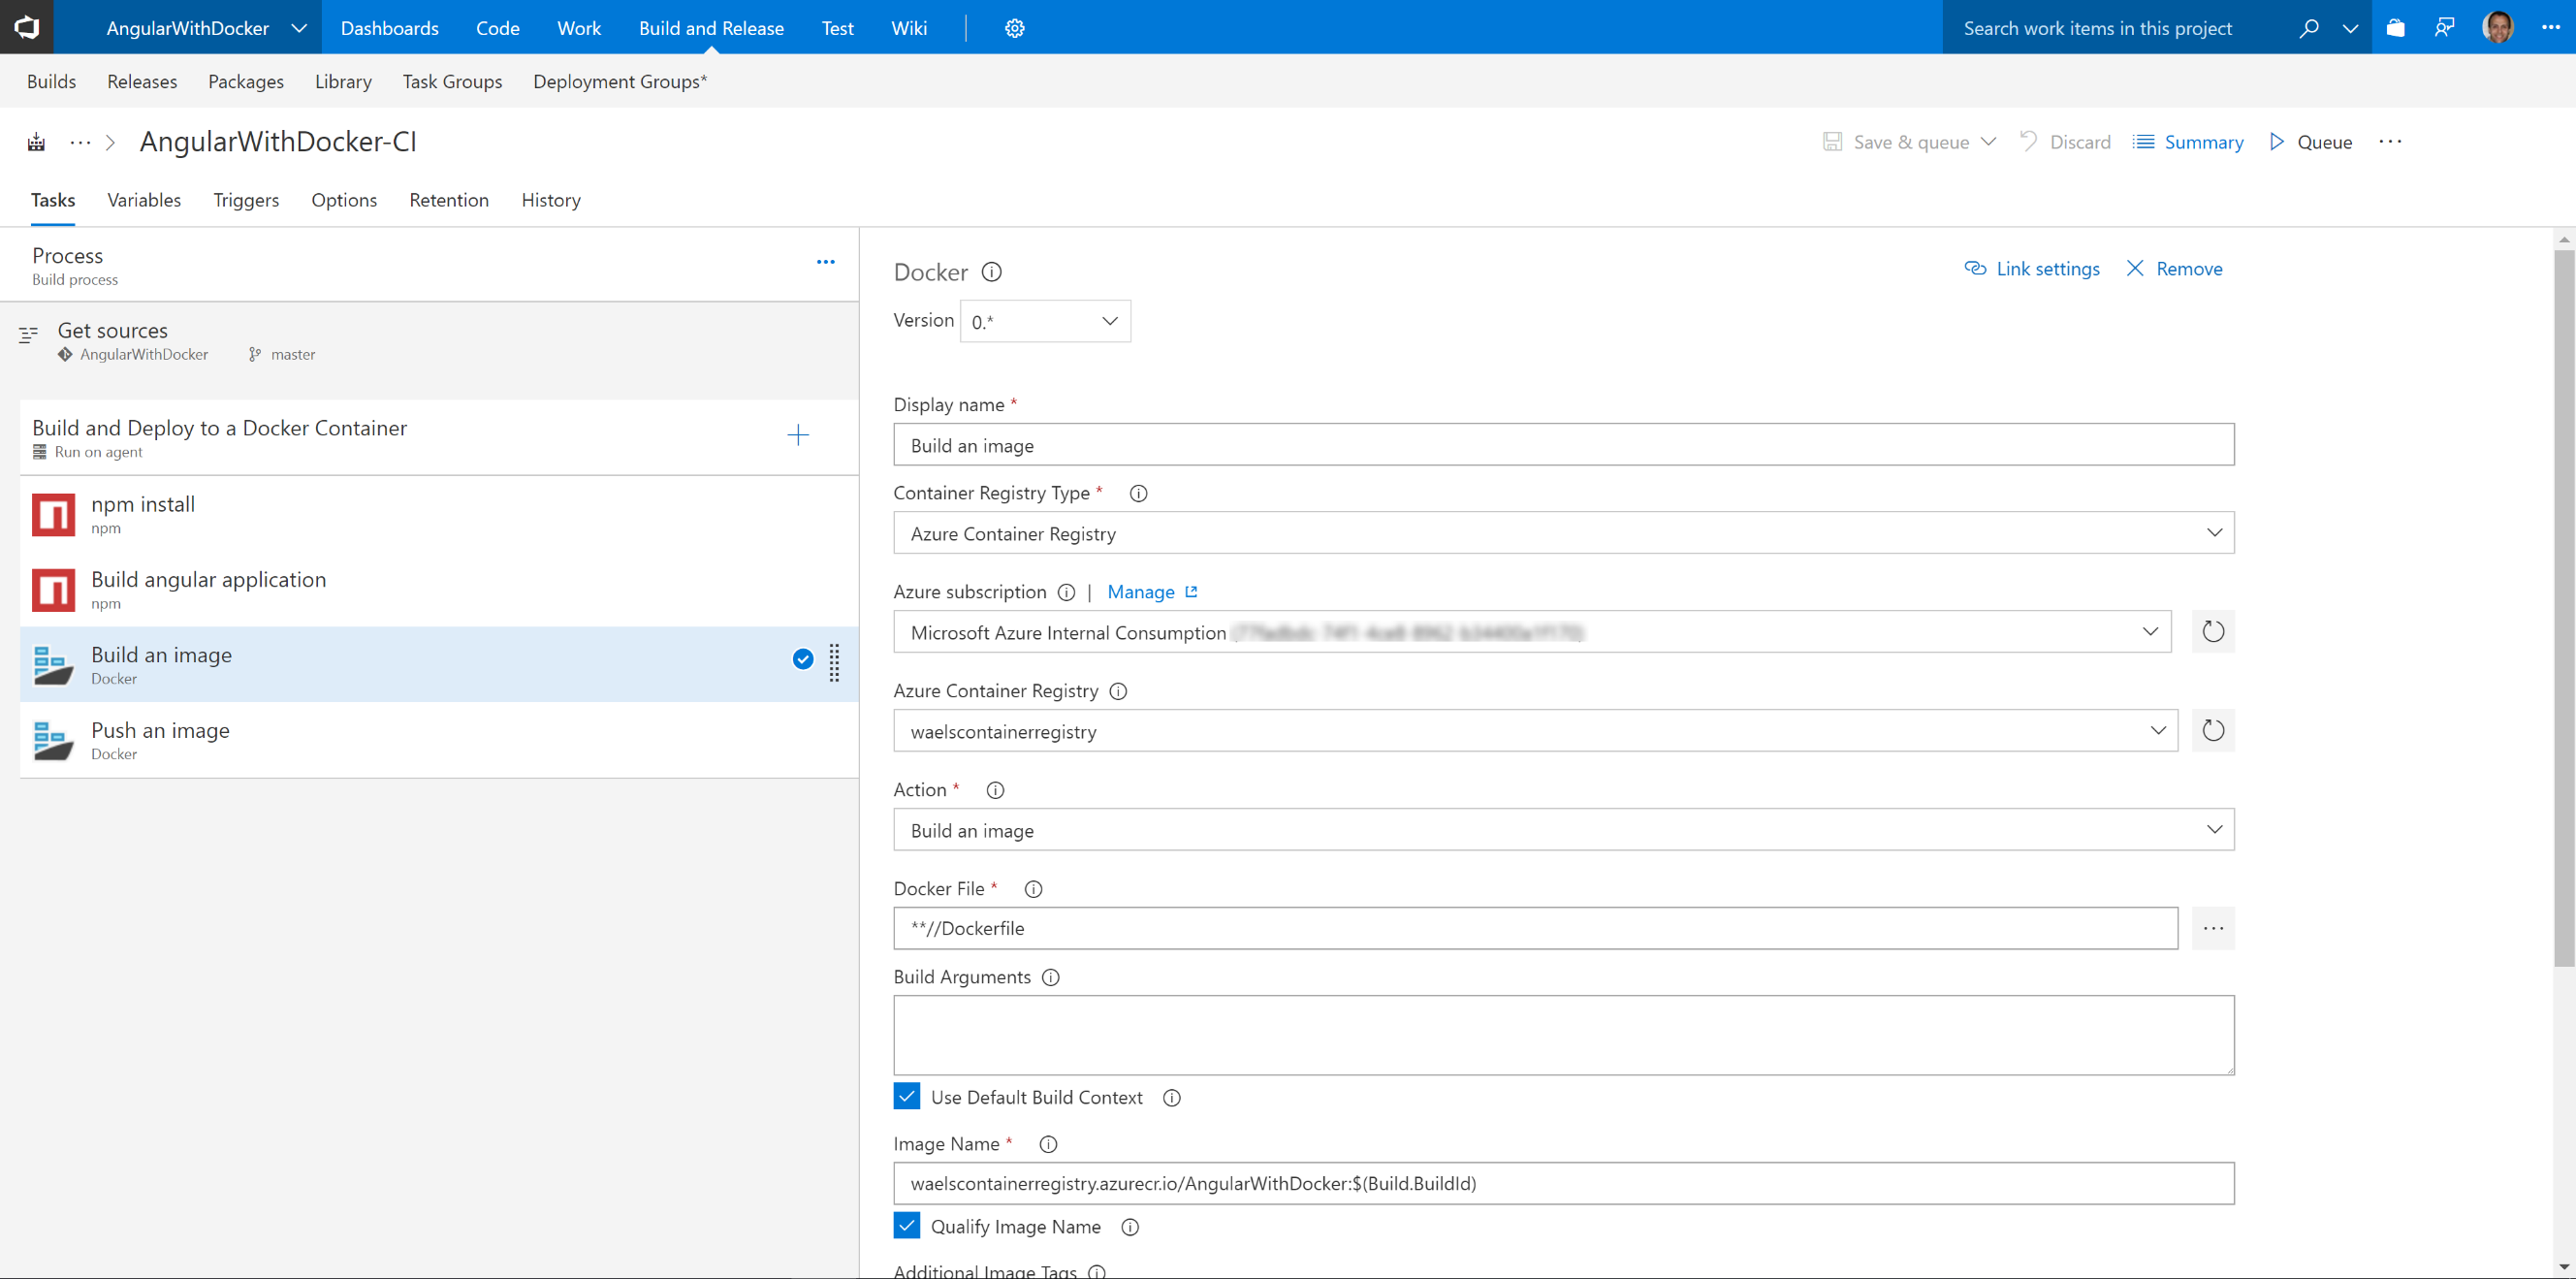 AngularWithDocker Dashboards Code Work Build and Release Test Wiki Search work items in this project
Builds Releases Packages Library Task Groups Deployment Groups*
... > AngularWithDocker-CI Save & queue Discard Summary Queue ...
Tasks Variables Triggers Options Retention History
Process
Build process
Get sources
AngularWithDocker master
Build and Deploy to a Docker Container
Run on agent
npm install
npm
Build angular application
npm
Build an image
Docker
Push an image
Docker
Docker
Link settings Remove
Version 0.*
Display name *
Build an image
Container Registry Type *
Azure Container Registry
Azure subscription | Manage
Microsoft Azure Internal Consumption
Azure Container Registry
waelscontainerregistry
Action *
Build an image
Docker File *
**//Dockerfile
...
Build Arguments
Use Default Build Context
Image Name *
waelscontainerregistry.azurecr.io/AngularWithDocker:$(Build.BuildId)
Qualify Image Name
Additional Image Tags